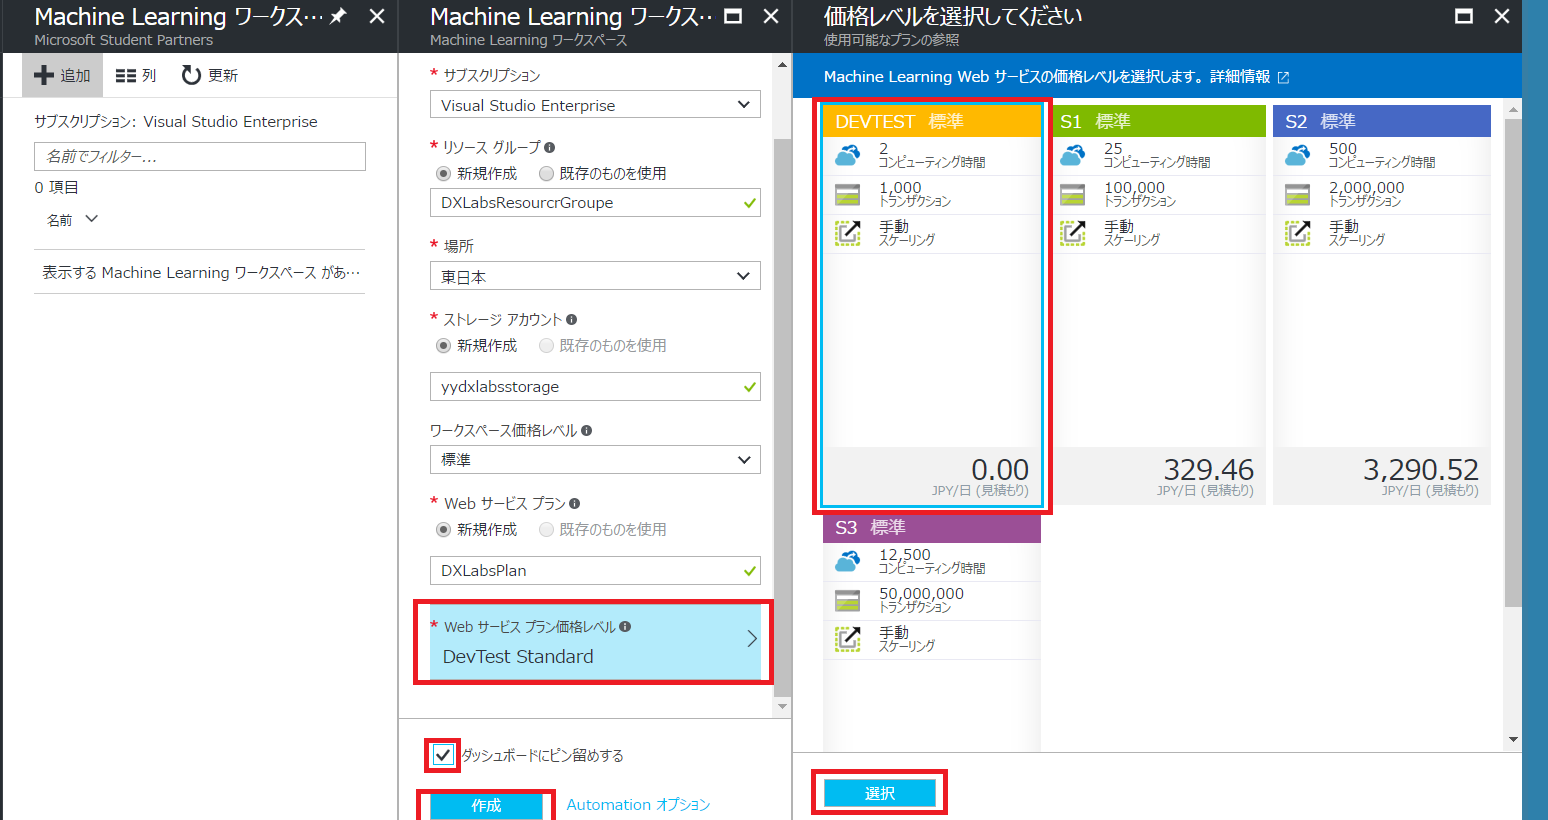 Machine Learning ワークス…
Microsoft Student Partners
追加
列
更新
サブスクリプション: Visual Studio Enterprise
名前でフィルター...
0 項目
名前
表示する Machine Learning ワークスペース があ…
Machine Learning ワークス…
Machine Learning ワークスペース
* サブスクリプション
Visual Studio Enterprise
* リソース グループ
新規作成 既存のものを使用
DXLabsResourcrGroupe
* 場所
東日本
* ストレージ アカウント
新規作成 既存のものを使用
yydxlabsstorage
ワークスペース価格レベル
標準
* Web サービス プラン
新規作成 既存のものを使用
DXLabsPlan
* Web サービス プラン価格レベル
DevTest Standard
ダッシュボードにピン留めする
作成 Automation オプション
価格レベルを選択してください
使用可能なプランの参照
Machine Learning Web サービスの価格レベルを選択します。 詳細情報
DEVTEST 標準
2
コンピューティング時間
1,000
トランザクション
手動
スケーリング
0.00
JPY/日 (見積もり)
S1 標準
25
コンピューティング時間
100,000
トランザクション
手動
スケーリング
329.46
JPY/日 (見積もり)
S2 標準
500
コンピューティング時間
2,000,000
トランザクション
手動
スケーリング
3,290.52
JPY/日 (見積もり)
S3 標準
12,500
コンピューティング時間
50,000,000
トランザクション
手動
スケーリング
選択